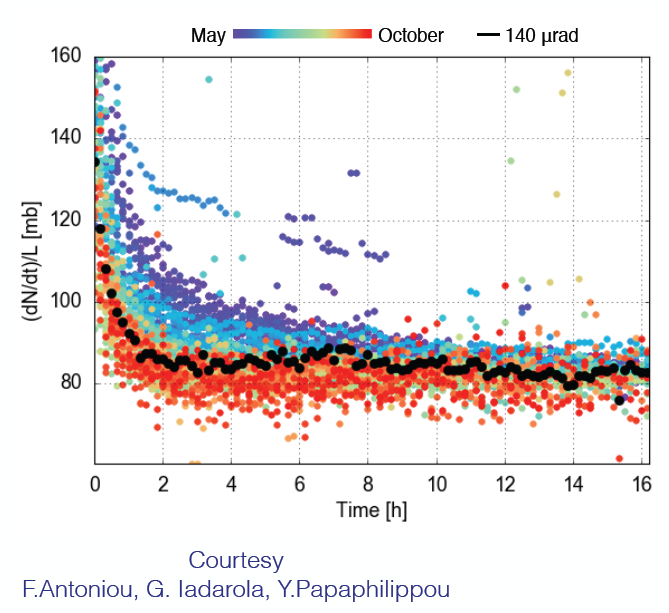 May October 140 μrad
160
140
120
100
80
(dN/dt)/L [mb]
0 2 4 6 8 10 12 14 16
Time [h]
Courtesy
F.Antoniou, G. Iadarola, Y.Papaphilippou